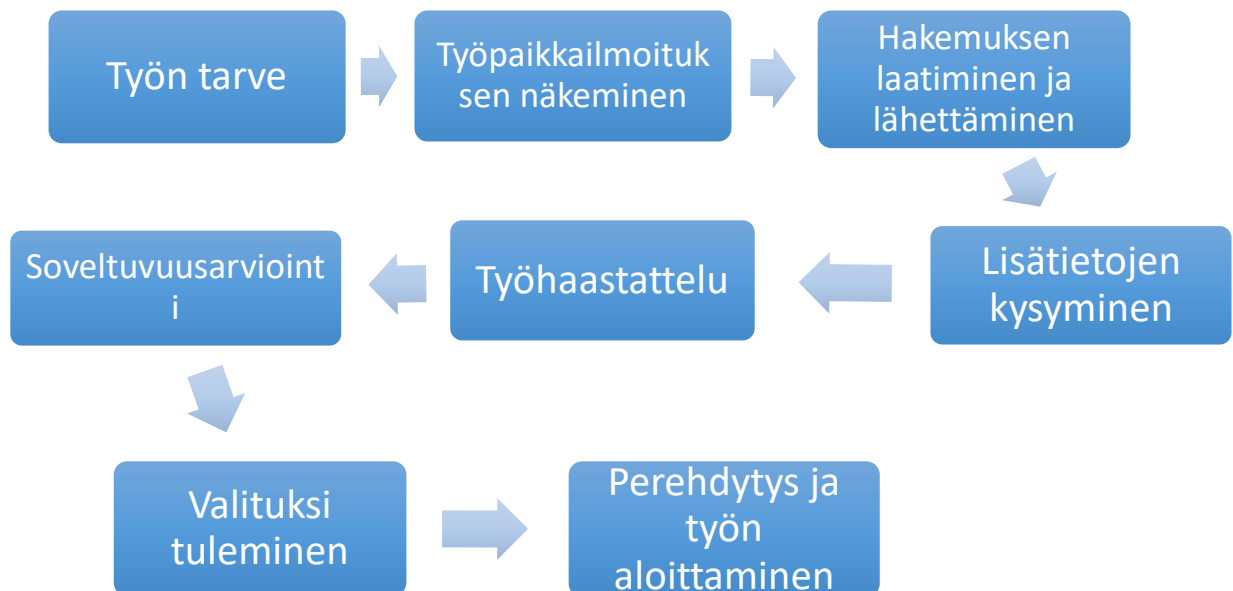 Työn tarve
Työpaikkailmoituk
sen näkeminen
Hakemuksen
laatiminen ja
lähettäminen
Lisätietojen
kysyminen
Työhaastattelu
Soveltuvuusarvioint
i
Valituksi
tuleminen
Perehdytys ja
työn
aloittaminen